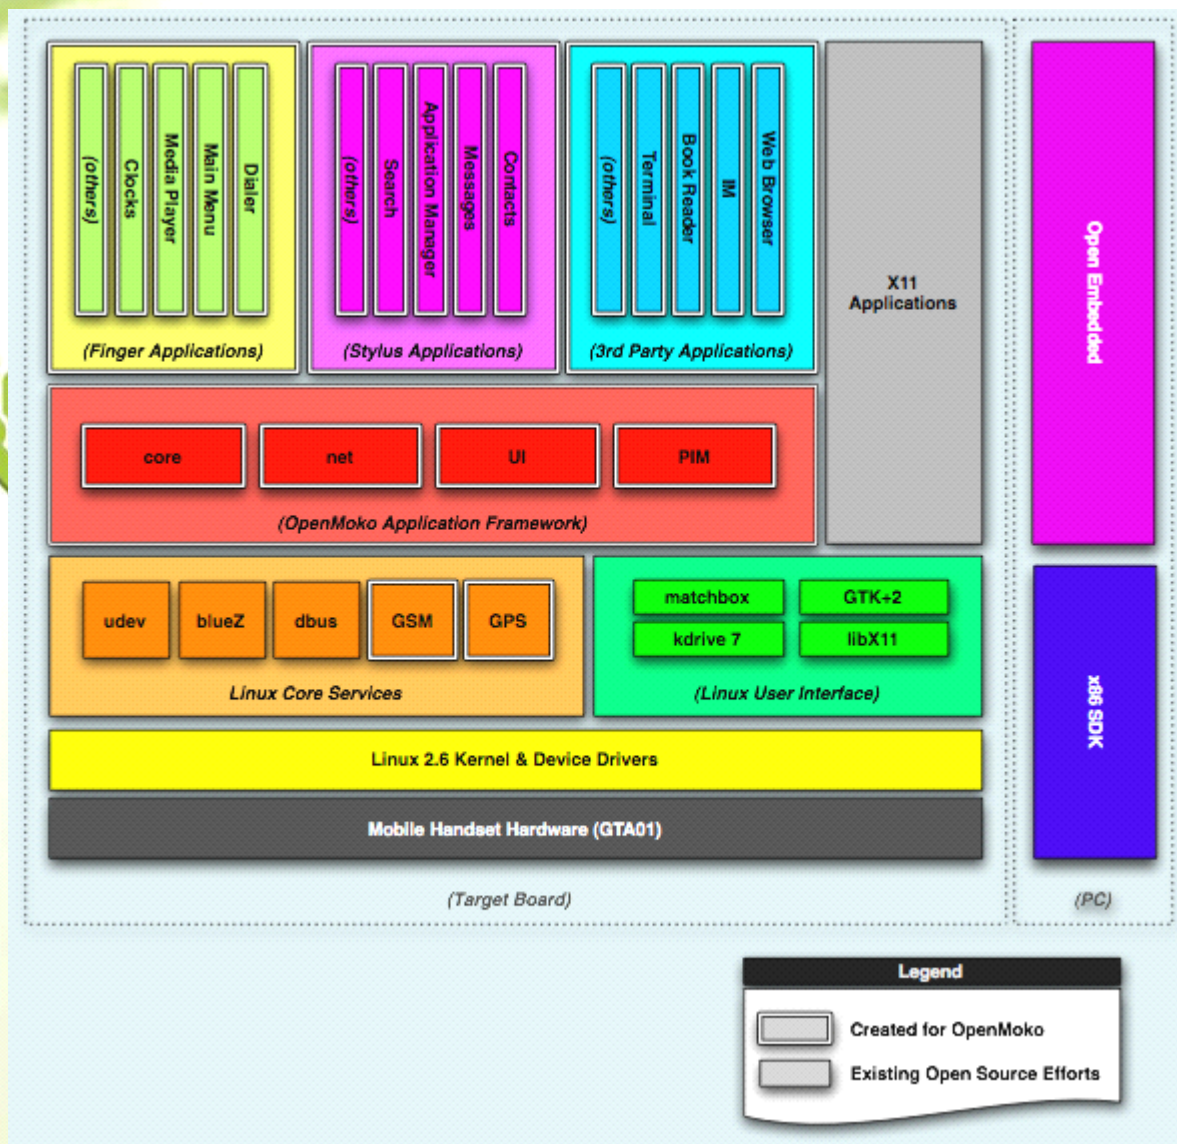 (others)
Clocks
Media Player
Main Menu
Dialer
(Finger Applications)
(others)
Search
Application Manager
Messages
Contacts
(Stylus Applications)
(others)
Terminal
Book Reader
IM
Web Browser
(3rd Party Applications)
X11
Applications
Open Embedded
core
net
UI
PIM
(OpenMoko Application Framework)
udev
blueZ
dbus
GSM
GPS
Linux Core Services
matchbox
GTK+2
kdrive 7
libX11
(Linux User Interface)
x86 SDK
Linux 2.6 Kernel & Device Drivers
Mobile Handset Hardware (GTA01)
(Target Board)
(PC)
Legend
Created for OpenMoko
Existing Open Source Efforts